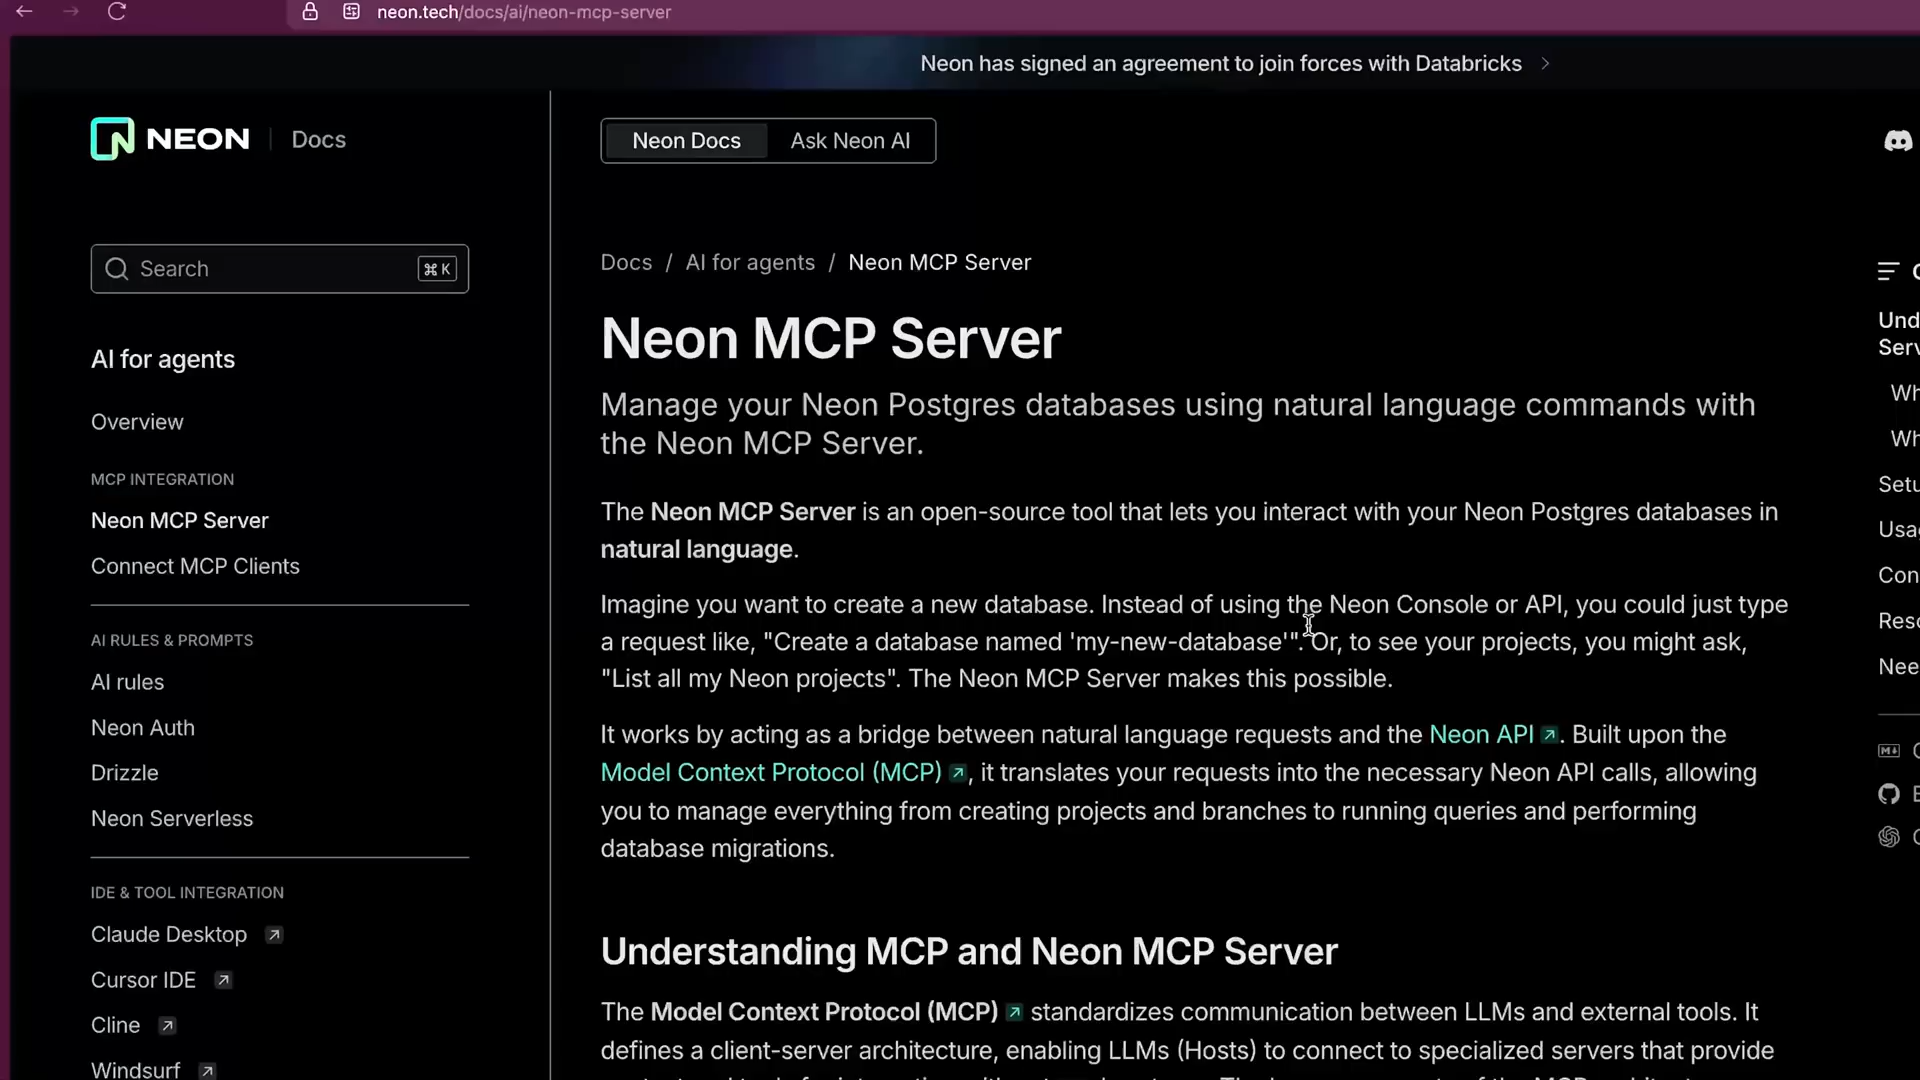 neon.tech/docs/ai/neon-mcp-server
Neon has signed an agreement to join forces with Databricks
NEON
Docs
Neon Docs
Ask Neon AI
Search
⌘ K
AI for agents
Overview
MCP INTEGRATION
Neon MCP Server
Connect MCP Clients
AI RULES & PROMPTS
AI rules
Neon Auth
Drizzle
Neon Serverless
IDE & TOOL INTEGRATION
Claude Desktop
Cursor IDE
Cline
Windsurf
Docs / AI for agents / Neon MCP Server
Neon MCP Server
Manage your Neon Postgres databases using natural language commands with
the Neon MCP Server.
The Neon MCP Server is an open-source tool that lets you interact with your Neon Postgres databases in
natural language.
Imagine you want to create a new database. Instead of using the Neon Console or API, you could just type
a request like, "Create a database named 'my-new-database'". Or, to see your projects, you might ask,
"List all my Neon projects". The Neon MCP Server makes this possible.
It works by acting as a bridge between natural language requests and the Neon API. Built upon the
Model Context Protocol (MCP), it translates your requests into the necessary Neon API calls, allowing
you to manage everything from creating projects and branches to running queries and performing
database migrations.
Understanding MCP and Neon MCP Server
The Model Context Protocol (MCP) standardizes communication between LLMs and external tools. It
defines a client-server architecture, enabling LLMs (Hosts) to connect to specialized servers that provide
Und
Serv
Wh
Wh
Setu
Usag
Con
Reso
Nee